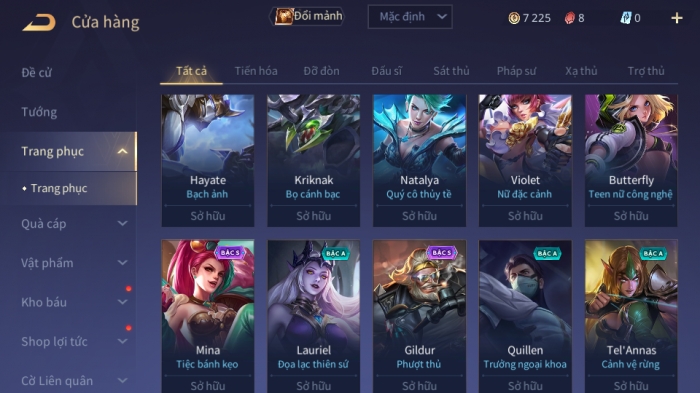 Cửa hàng
Đổi mảnh
Mặc định
7 225
8
0
Đề cử
Tướng
Trang phục
Trang phục
Quà cáp
Vật phẩm
Kho báu
Shop lợi tức
Cờ Liên quân
Tất cả Tiến hóa Đỡ đòn Đấu sĩ Sát thủ Pháp sư Xạ thủ Trợ thủ
Hayate
Bạch ảnh
Sở hữu
Kriknak
Bọ cánh bạc
Sở hữu
Natalya
Quý cô thủy tề
Sở hữu
Violet
Nữ đặc cảnh
Sở hữu
Butterfly
Teen nữ công nghệ
Sở hữu
BẬC S
Mina
Tiệc bánh kẹo
Sở hữu
BẬC A
Lauriel
Đọa lạc thiên sứ
Sở hữu
BẬC S
Gildur
Phượt thủ
Sở hữu
BẬC A
Quillen
Trưởng ngoại khoa
Sở hữu
BẬC A
Tel'Annas
Cảnh vệ rừng
Sở hữu